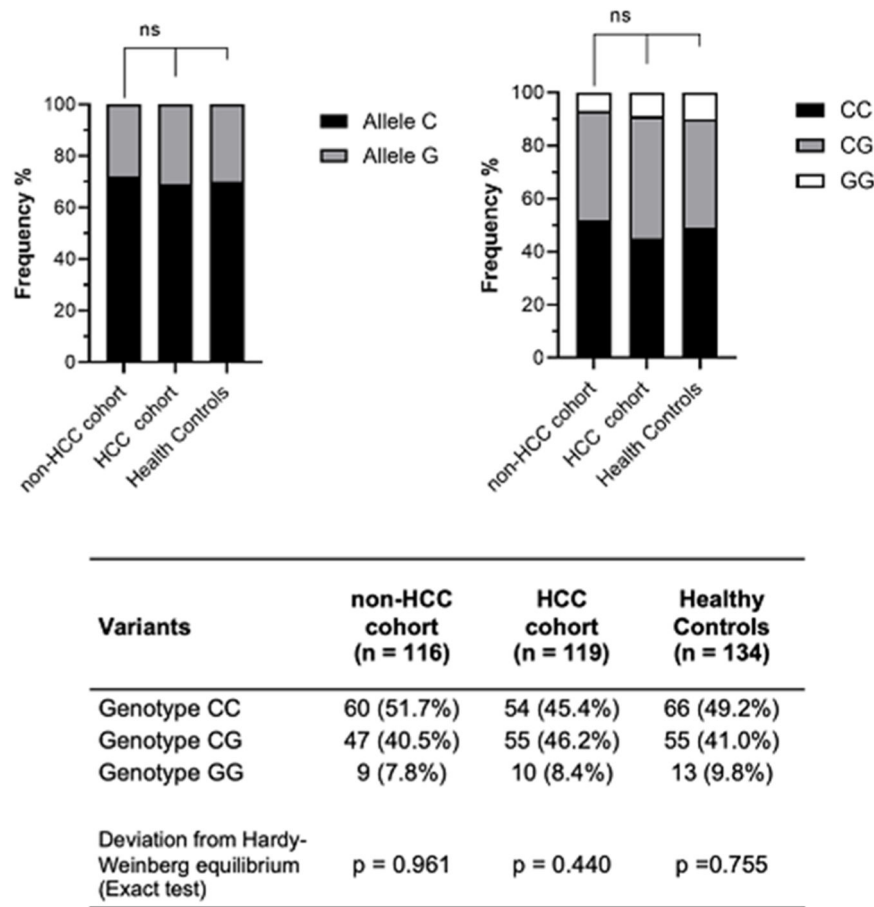 ns
100
80
60
40
20
0
Frequency %
non-HCC cohort
HCC cohort
Health Controls
Allele C
Allele G
ns
100
80
60
40
20
0
Frequency %
non-HCC cohort
HCC cohort
Health Controls
CC
CG
GG
Variants
non-HCC
cohort
(n = 116)
HCC
cohort
(n = 119)
Healthy
Controls
(n = 134)
Genotype CC 60 (51.7%) 54 (45.4%) 66 (49.2%)
Genotype CG 47 (40.5%) 55 (46.2%) 55 (41.0%)
Genotype GG 9 (7.8%) 10 (8.4%) 13 (9.8%)
Deviation from Hardy-
Weinberg equilibrium
(Exact test)
p = 0.961 p = 0.440 p =0.755